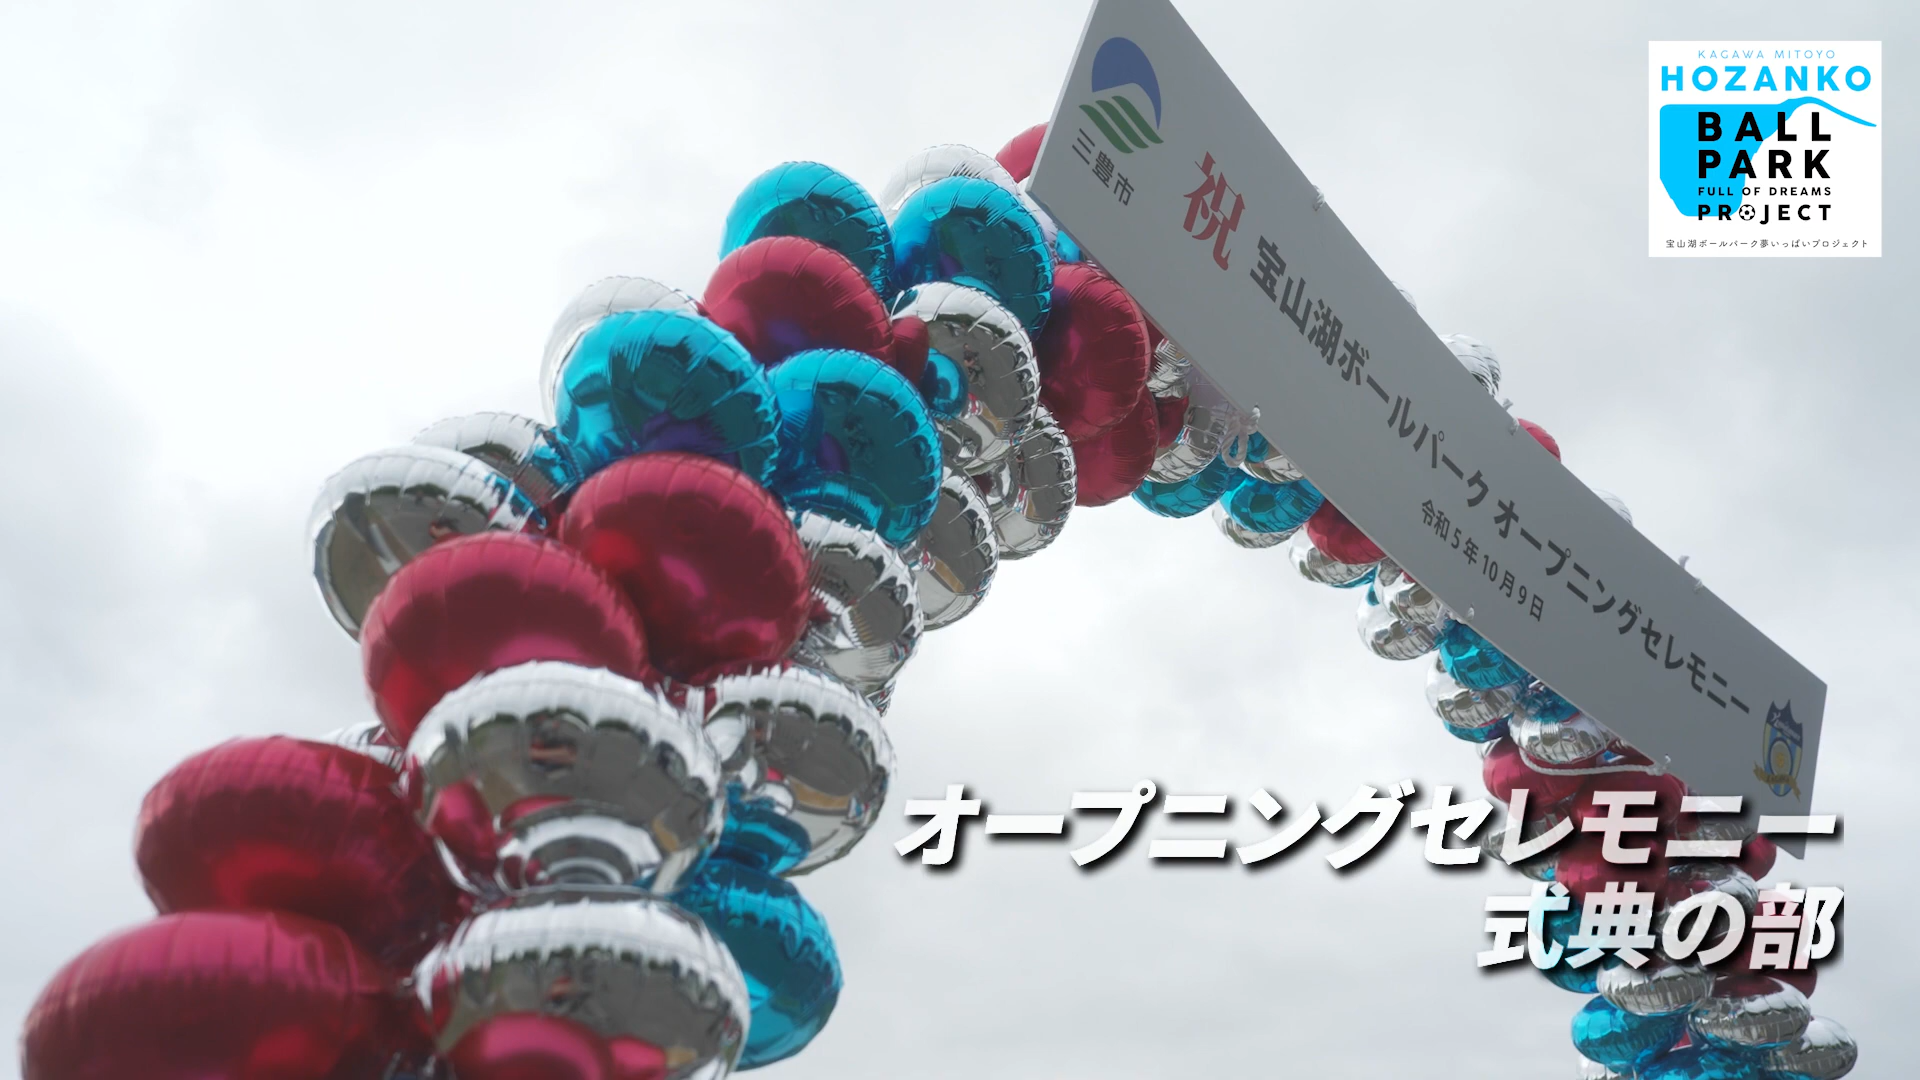 三豊市
祝 宝山湖ボールパーク オープニングセレモニー
令和5年10月9日
KAGAWA MITOYO
HOZANKO
BALL
PARK
FULL OF DREAMS
PROJECT
宝山湖ボールパーク夢いっぱいプロジェクト
オープニングセレモニー
式典の部